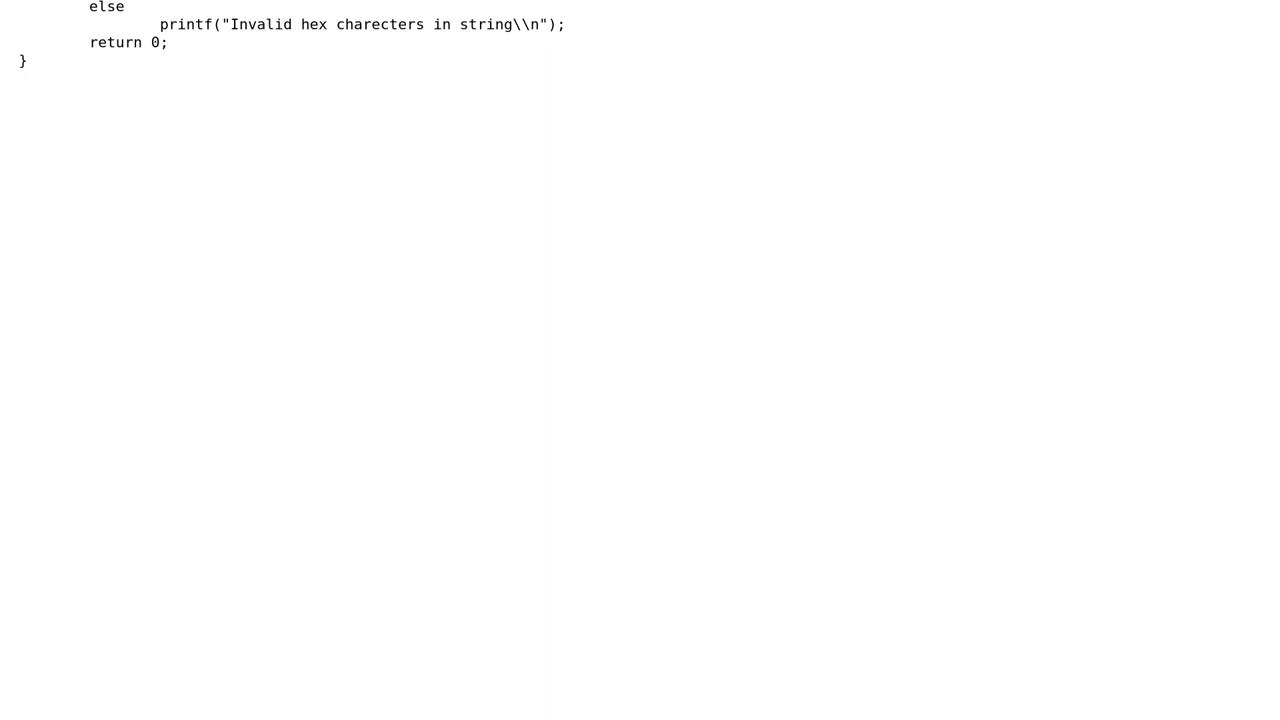 else
printf("Invalid hex charecters in string\\n");
return 0;
}